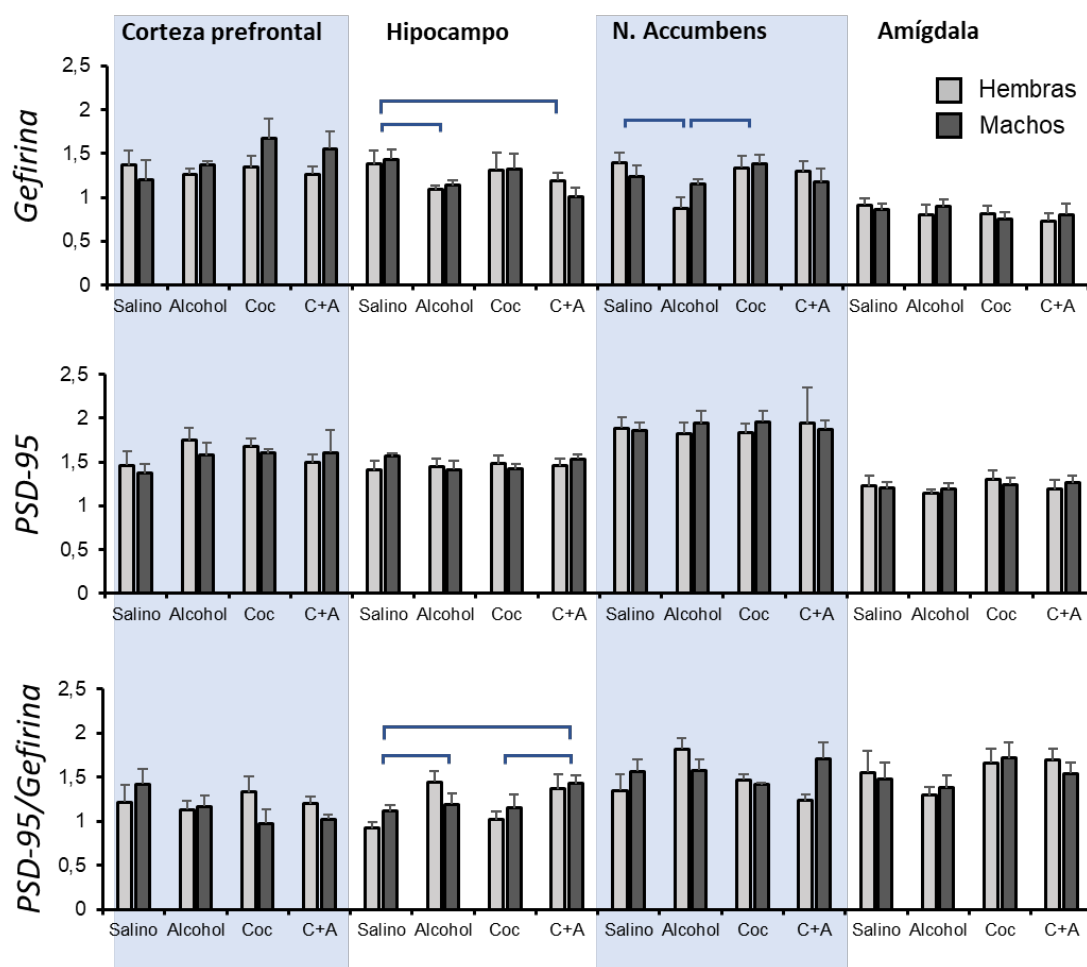 Corteza prefrontal Hipocampo N. Accumbens Amígdala
Hembras
Machos
Gefirina
2,5
2
1,5
1
0,5
0
Salino Alcohol Coc C+A Salino Alcohol Coc C+A Salino Alcohol Coc C+A Salino Alcohol Coc C+A
PSD-95
2,5
2
1,5
1
0,5
0
Salino Alcohol Coc C+A Salino Alcohol Coc C+A Salino Alcohol Coc C+A Salino Alcohol Coc C+A
PSD-95/Gefirina
2,5
2
1,5
1
0,5
0
Salino Alcohol Coc C+A Salino Alcohol Coc C+A Salino Alcohol Coc C+A Salino Alcohol Coc C+A